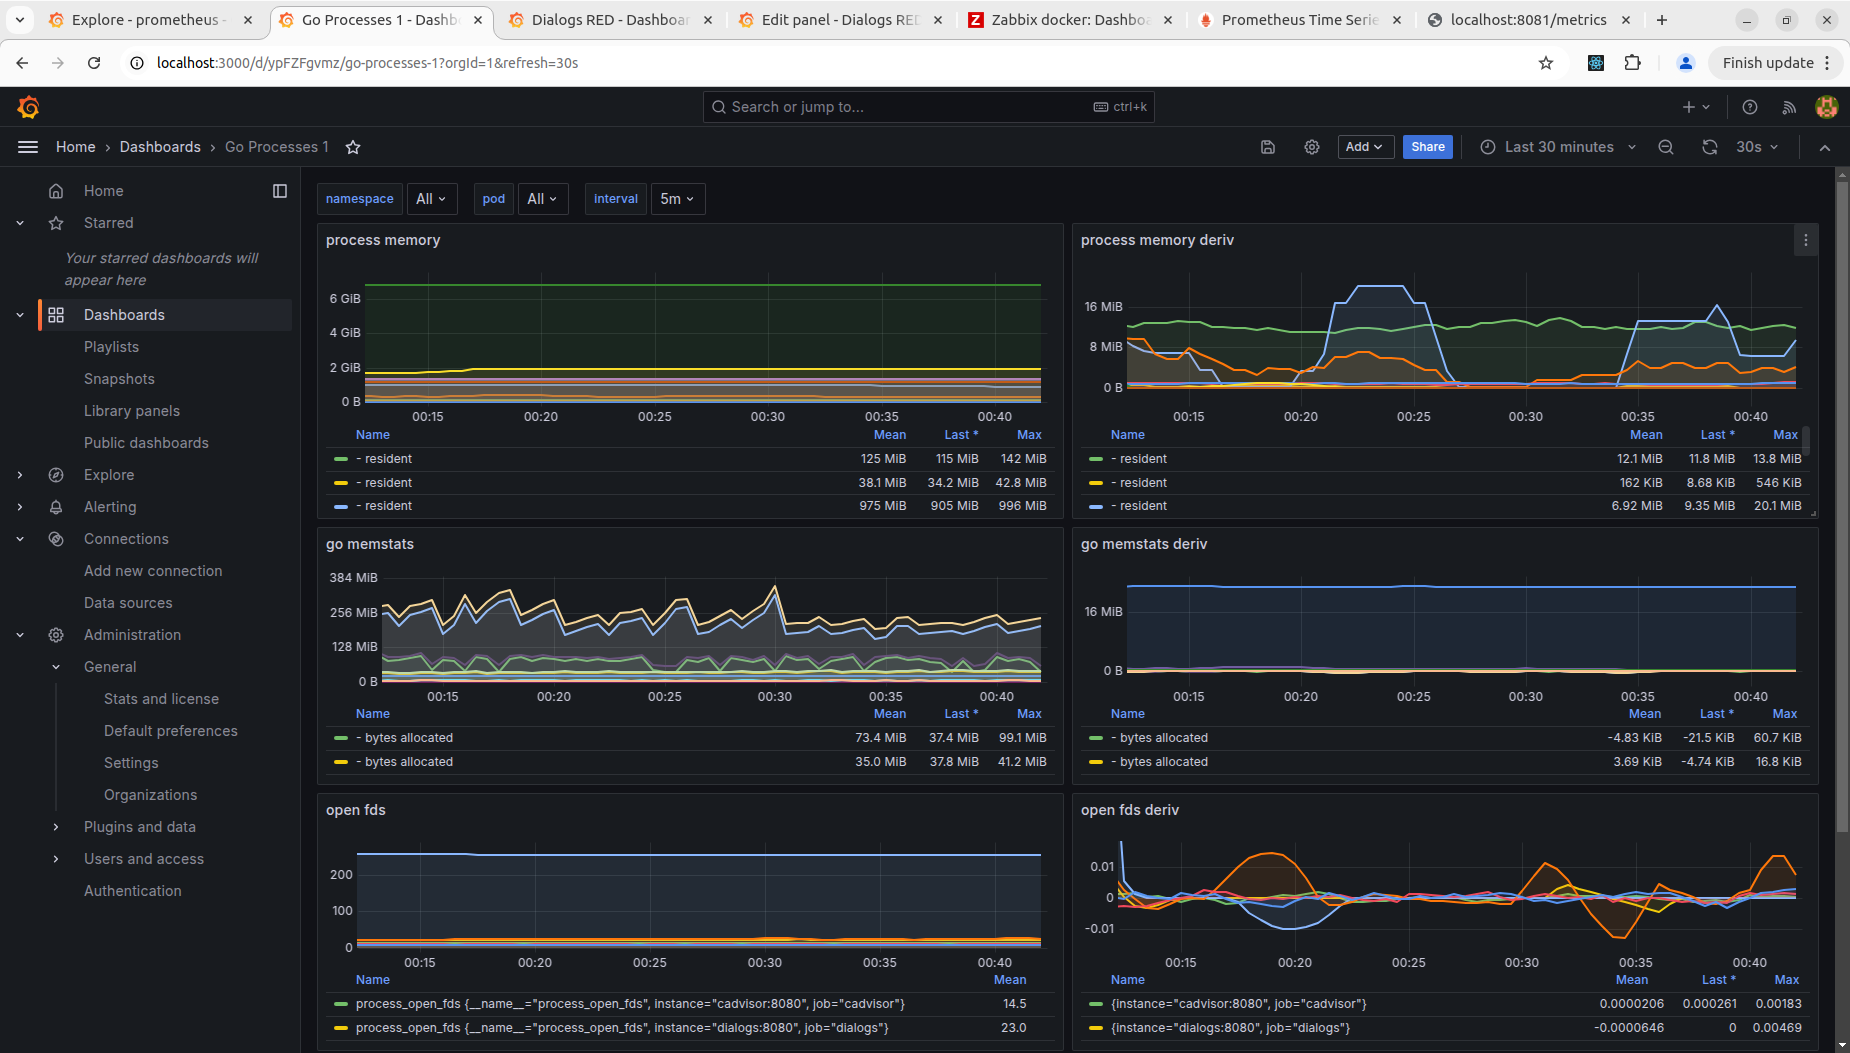 Explore - prometheus -
Go Processes 1 - Dashb
Dialogs RED - Dashboar
Edit panel - Dialogs RED
Zabbix docker: Dashboa
Prometheus Time Serie
localhost:8081/metrics
localhost:3000/d/ypFZFgvmz/go-processes-1?orgId=1&refresh=30s
Finish update
Search or jump to...
ctrl+k
Home › Dashboards › Go Processes 1
Add
Share
Last 30 minutes
30s
Home
Starred
Your starred dashboards will
appear here
Dashboards
Playlists
Snapshots
Library panels
Public dashboards
Explore
Alerting
Connections
Add new connection
Data sources
Administration
General
Stats and license
Default preferences
Settings
Organizations
Plugins and data
Users and access
Authentication
namespace All pod All interval 5m
process memory
6 GiB
4 GiB
2 GiB
0 B
00:15 00:20 00:25 00:30 00:35 00:40
Name Mean Last * Max
- resident 125 MiB 115 MiB 142 MiB
- resident 38.1 MiB 34.2 MiB 42.8 MiB
- resident 975 MiB 905 MiB 996 MiB
process memory deriv
16 MiB
8 MiB
0 B
00:15 00:20 00:25 00:30 00:35 00:40
Name Mean Last * Max
- resident 12.1 MiB 11.8 MiB 13.8 MiB
- resident 162 KiB 8.68 KiB 546 KiB
- resident 6.92 MiB 9.35 MiB 20.1 MiB
go memstats
384 MiB
256 MiB
128 MiB
0 B
00:15 00:20 00:25 00:30 00:35 00:40
Name Mean Last * Max
- bytes allocated 73.4 MiB 37.4 MiB 99.1 MiB
- bytes allocated 35.0 MiB 37.8 MiB 41.2 MiB
go memstats deriv
16 MiB
0 B
00:15 00:20 00:25 00:30 00:35 00:40
Name Mean Last * Max
- bytes allocated -4.83 KiB -21.5 KiB 60.7 KiB
- bytes allocated 3.69 KiB -4.74 KiB 16.8 KiB
open fds
200
100
0
00:15 00:20 00:25 00:30 00:35 00:40
Name Mean
process_open_fds {__name__="process_open_fds", instance="cadvisor:8080", job="cadvisor"} 14.5
process_open_fds {__name__="process_open_fds", instance="dialogs:8080", job="dialogs"} 23.0
open fds deriv
0.01
0
-0.01
00:15 00:20 00:25 00:30 00:35 00:40
Name Mean Last * Max
{instance="cadvisor:8080", job="cadvisor"} 0.0000206 0.000261 0.00183
{instance="dialogs:8080", job="dialogs"} -0.0000646 0 0.00469